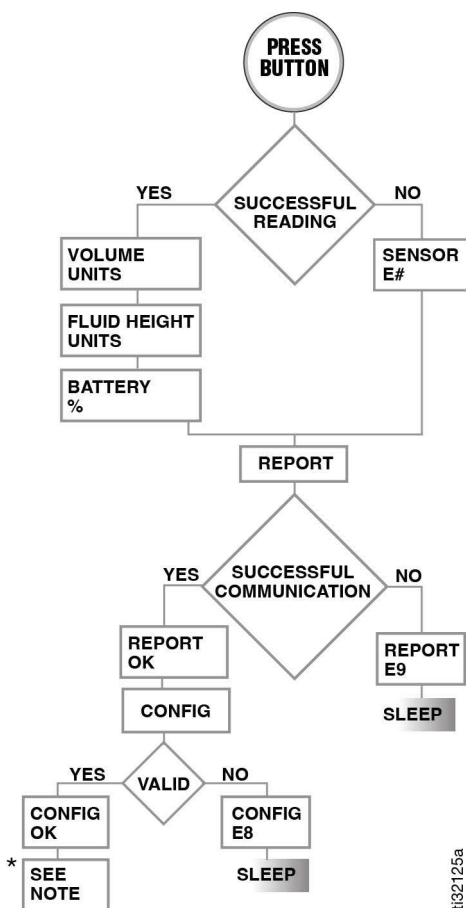 PRESS
BUTTON
YES
SUCCESSFUL
READING
NO
VOLUME
UNITS
SENSOR
E#
FLUID HEIGHT
UNITS
BATTERY
%
REPORT
YES
SUCCESSFUL
COMMUNICATION
NO
REPORT
OK
REPORT
E9
CONFIG
SLEEP
YES
VALID
NO
CONFIG
OK
CONFIG
E8
*
SEE
NOTE
SLEEP
ti32125a